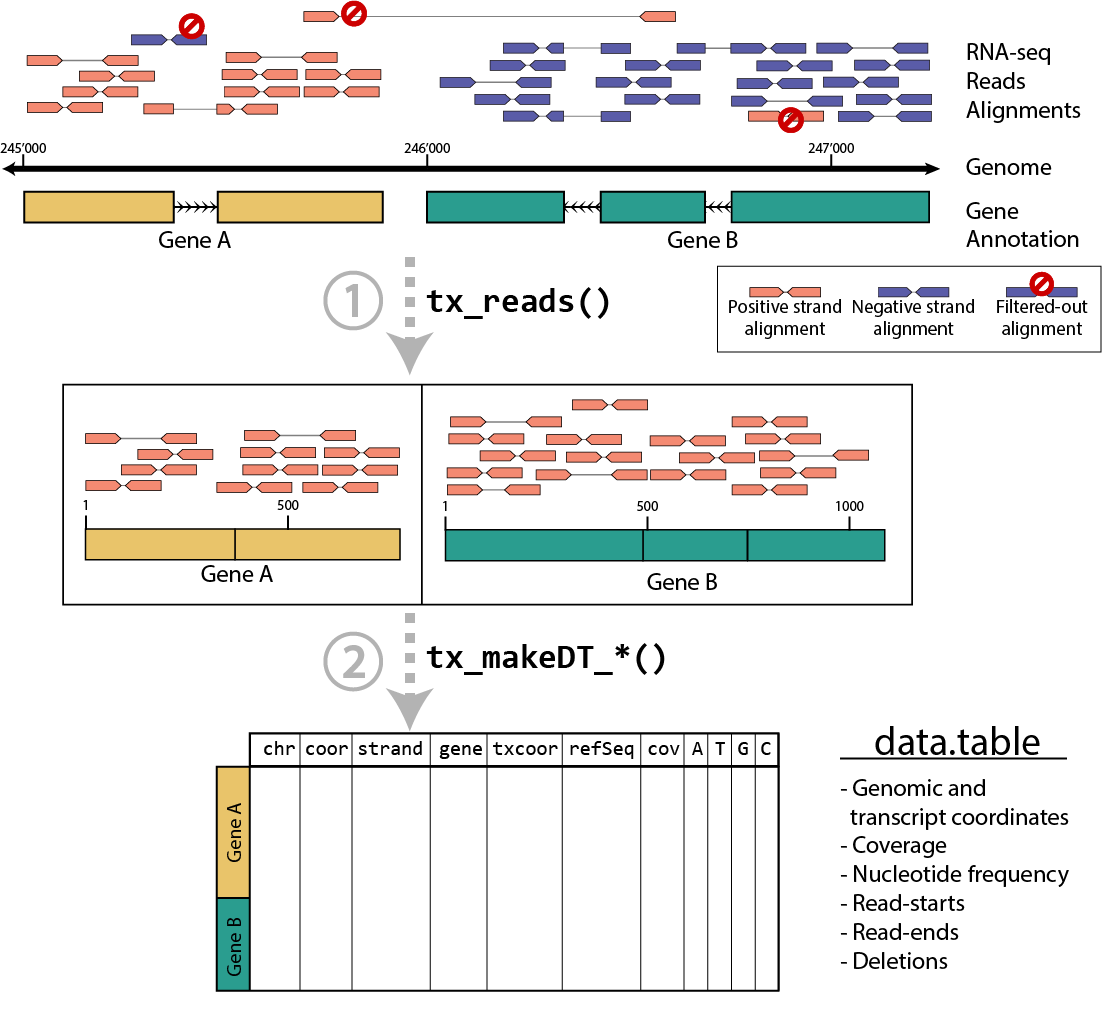 RNA-seq
Reads
Alignments
245'000
246'000
247'000
Genome
Gene A
Gene B
Gene
Annotation
1
tx_reads()
Positive strand
alignment
Negative strand
alignment
Filtered-out
alignment
1
500
Gene A
1
500
1000
Gene B
2
tx_makeDT_*()
chr coor strand gene txcoor refSeq cov A T G C
Gene A
Gene B
data.table
- Genomic and
transcript coordinates
- Coverage
- Nucleotide frequency
- Read-starts
- Read-ends
- Deletions